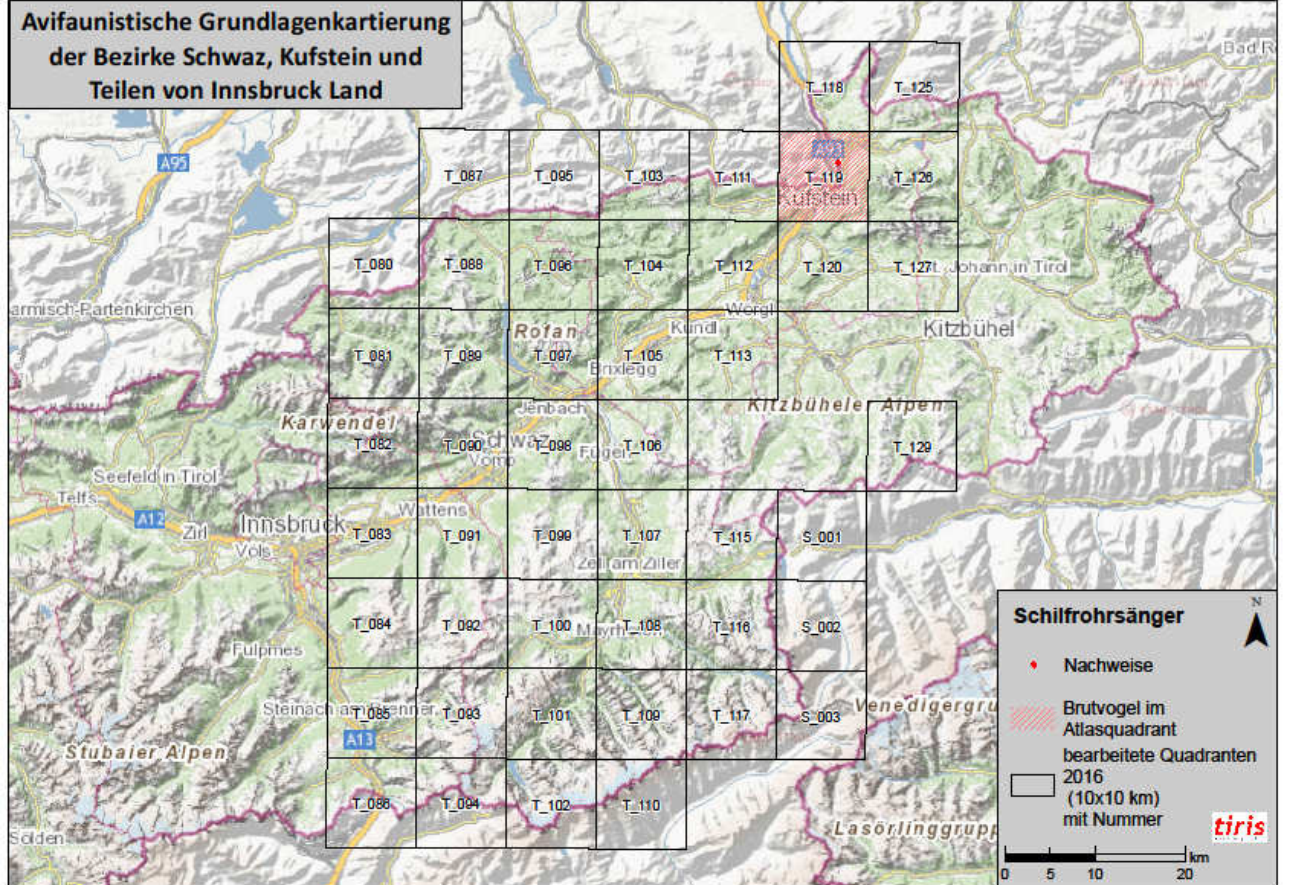 Avifaunistische Grundlagenkartierung
der Bezirke Schwaz, Kufstein und
Teilen von Innsbruck Land
T_118 T_125
A95
A93
T_087 T_095 T_103 T_111 T_119 T_126
Kufstein
T_080 T_088 T_096 T_104 T_112 T_120 T_127
Johann in Tirol
armisch-Partenkirchen
Wörgl
Rofan
Kundl
Kitzbühel
T_081 T_089 T_097 T_105 T_113
Brixlegg
Jenbach
Kitzbüheler Alpen
Karwendel
T_082 T_090 T_098 T_106 T_129
Schwaz
Vomp
Fügen
Seefeld in Tirol
Telfs
Wattens
A12
Zirl
Innsbruck
Völs
T_083 T_091 T_099 T_107 T_115 S_001
Zell am Ziller
T_084 T_092 T_100 T_108 T_116 S_002
Fulpmes
Steinach am Brenner
T_085 T_093 T_101 T_109 T_117 S_003
Venedigergru
A13
Stubaier Alpen
T_086 T_094 T_102 T_110
Sölden
Lasörlinggrupp
Schilfrohrsänger
N
Nachweise
Brutvogel im
Atlasquadrant
bearbeitete Quadranten
2016
(10x10 km)
mit Nummer
tiris
km
0 5 10 20